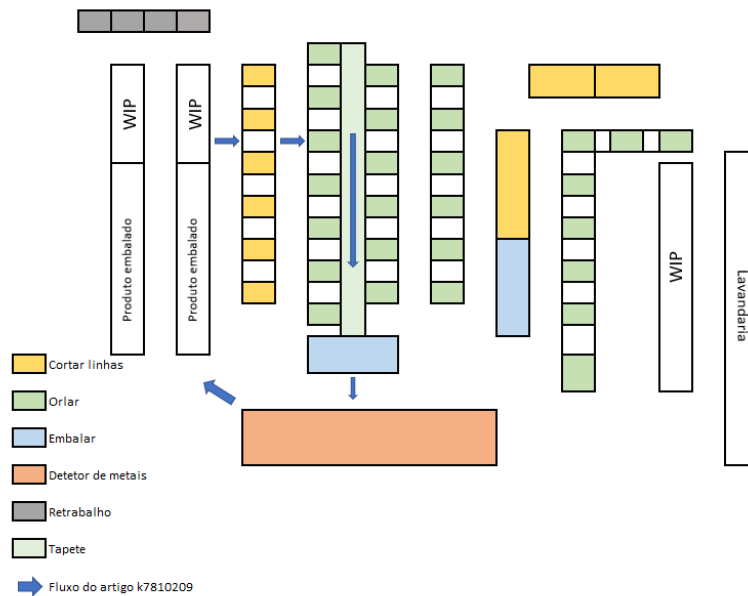 WIP
WIP
Produto embalado
Produto embalado
WIP
Lavandaria
Cortar linhas
Orlar
Embalar
Detetor de metais
Retrabalho
Tapete
Fluxo do artigo k7810209